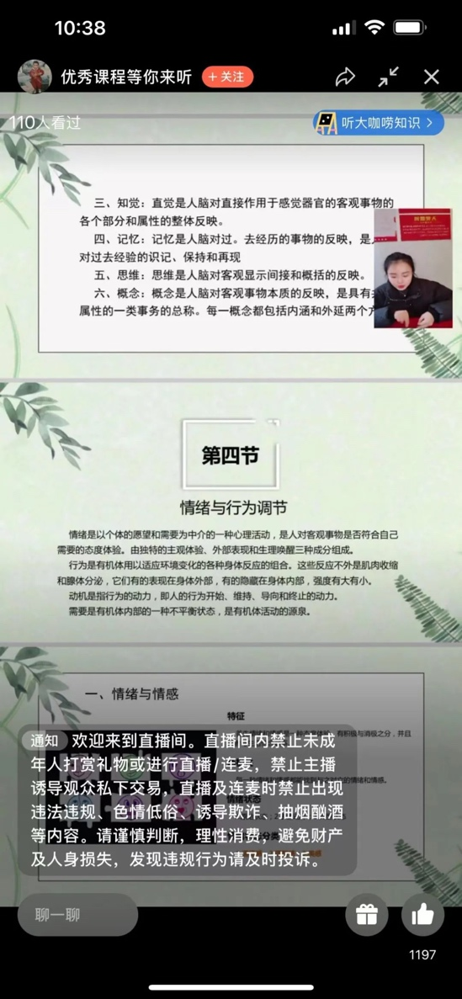 10:38
优秀课程等你来听
+ 关注
110人看过
听大咖唠知识 >
三、知觉：直觉是人脑对直接作用于感觉器官的客观事物的
各个部分和属性的整体反映。
四、记忆：记忆是人脑对过。去经历的事物的反映，是
对过去经验的识记、保持和再现
五、思维：思维是人脑对客观显示间接和概括的反映。
六、概念：概念是人脑对客观事物本质的反映，是具有
属性的一类事务的总称。每一概念都包括内涵和外延两个
第四节
情绪与行为调节
情绪是以个体的愿望和需要为中介的一种心理活动，是人对客观事物是否符合自己
需要的态度体验。由独特的主观体验、外部表现和生理唤醒三种成分组成。
行为是有机体用以适应环境变化的各种身体反应的组合。这些反应不外是肌肉收缩
和腺体分泌，它们有的表现在身体外部，有的隐藏在身体内部，强度有大有小。
动机是指行为的动力，即人的行为开始、维持、导向和终止的动力。
需要是有机体内部的一种不平衡状态，是有机体活动的源泉。
一、情绪与情感
特征
有积极与消极之分，并且
的情绪和情感。
情绪状态
分类
通知 欢迎来到直播间。直播间内禁止未成
年人打赏礼物或进行直播/连麦，禁止主播
诱导观众私下交易，直播及连麦时禁止出现
违法违规、色情低俗、诱导欺诈、抽烟酗酒
等内容。请谨慎判断，理性消费，避免财产
及人身损失，发现违规行为请及时投诉。
聊一聊
1197